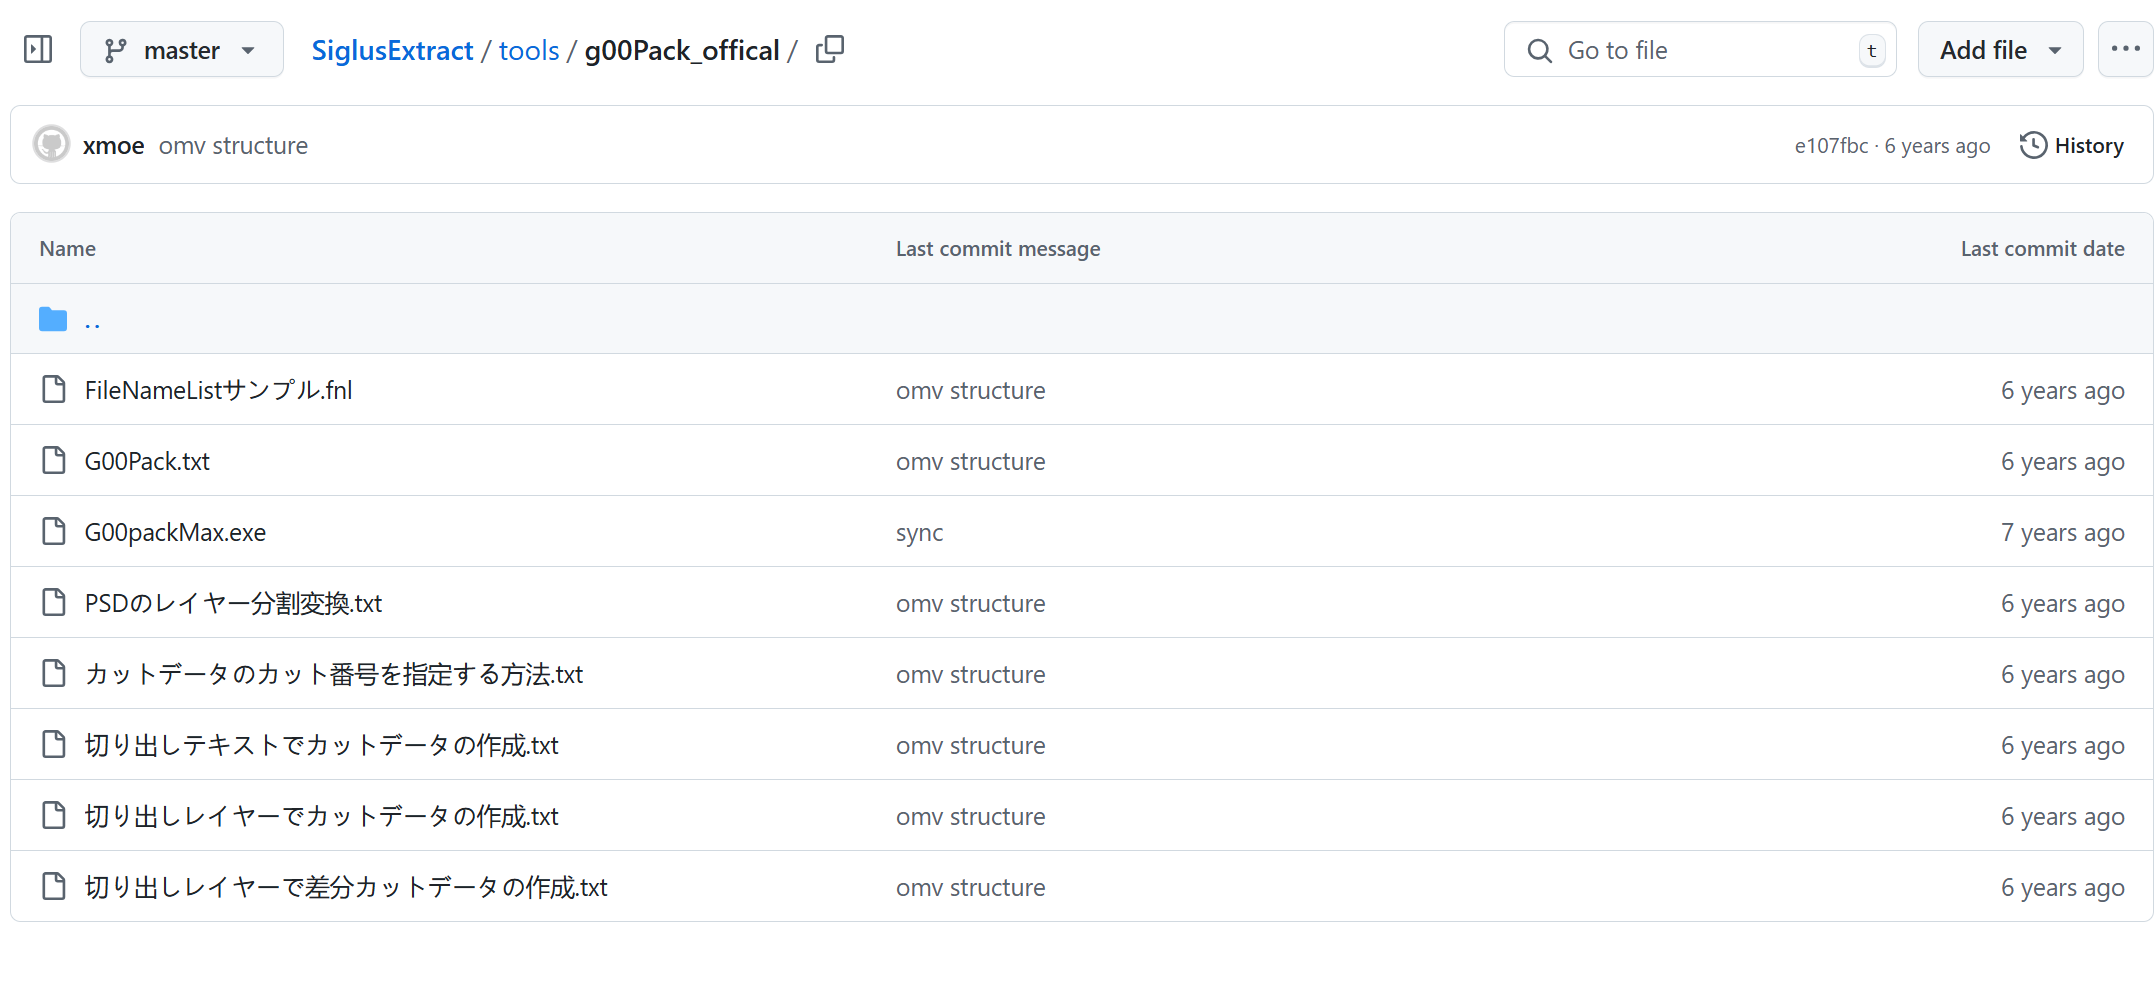 master SiglusExtract / tools / g00Pack_offical / Go to file t Add file
xmoe omv structure e107fbc · 6 years ago History
Name Last commit message Last commit date
..
FileNameListサンプル.fnl omv structure 6 years ago
G00Pack.txt omv structure 6 years ago
G00packMax.exe sync 7 years ago
PSDのレイヤー分割変換.txt omv structure 6 years ago
カットデータのカット番号を指定する方法.txt omv structure 6 years ago
切り出しテキストでカットデータの作成.txt omv structure 6 years ago
切り出しレイヤーでカットデータの作成.txt omv structure 6 years ago
切り出しレイヤーで差分カットデータの作成.txt omv structure 6 years ago